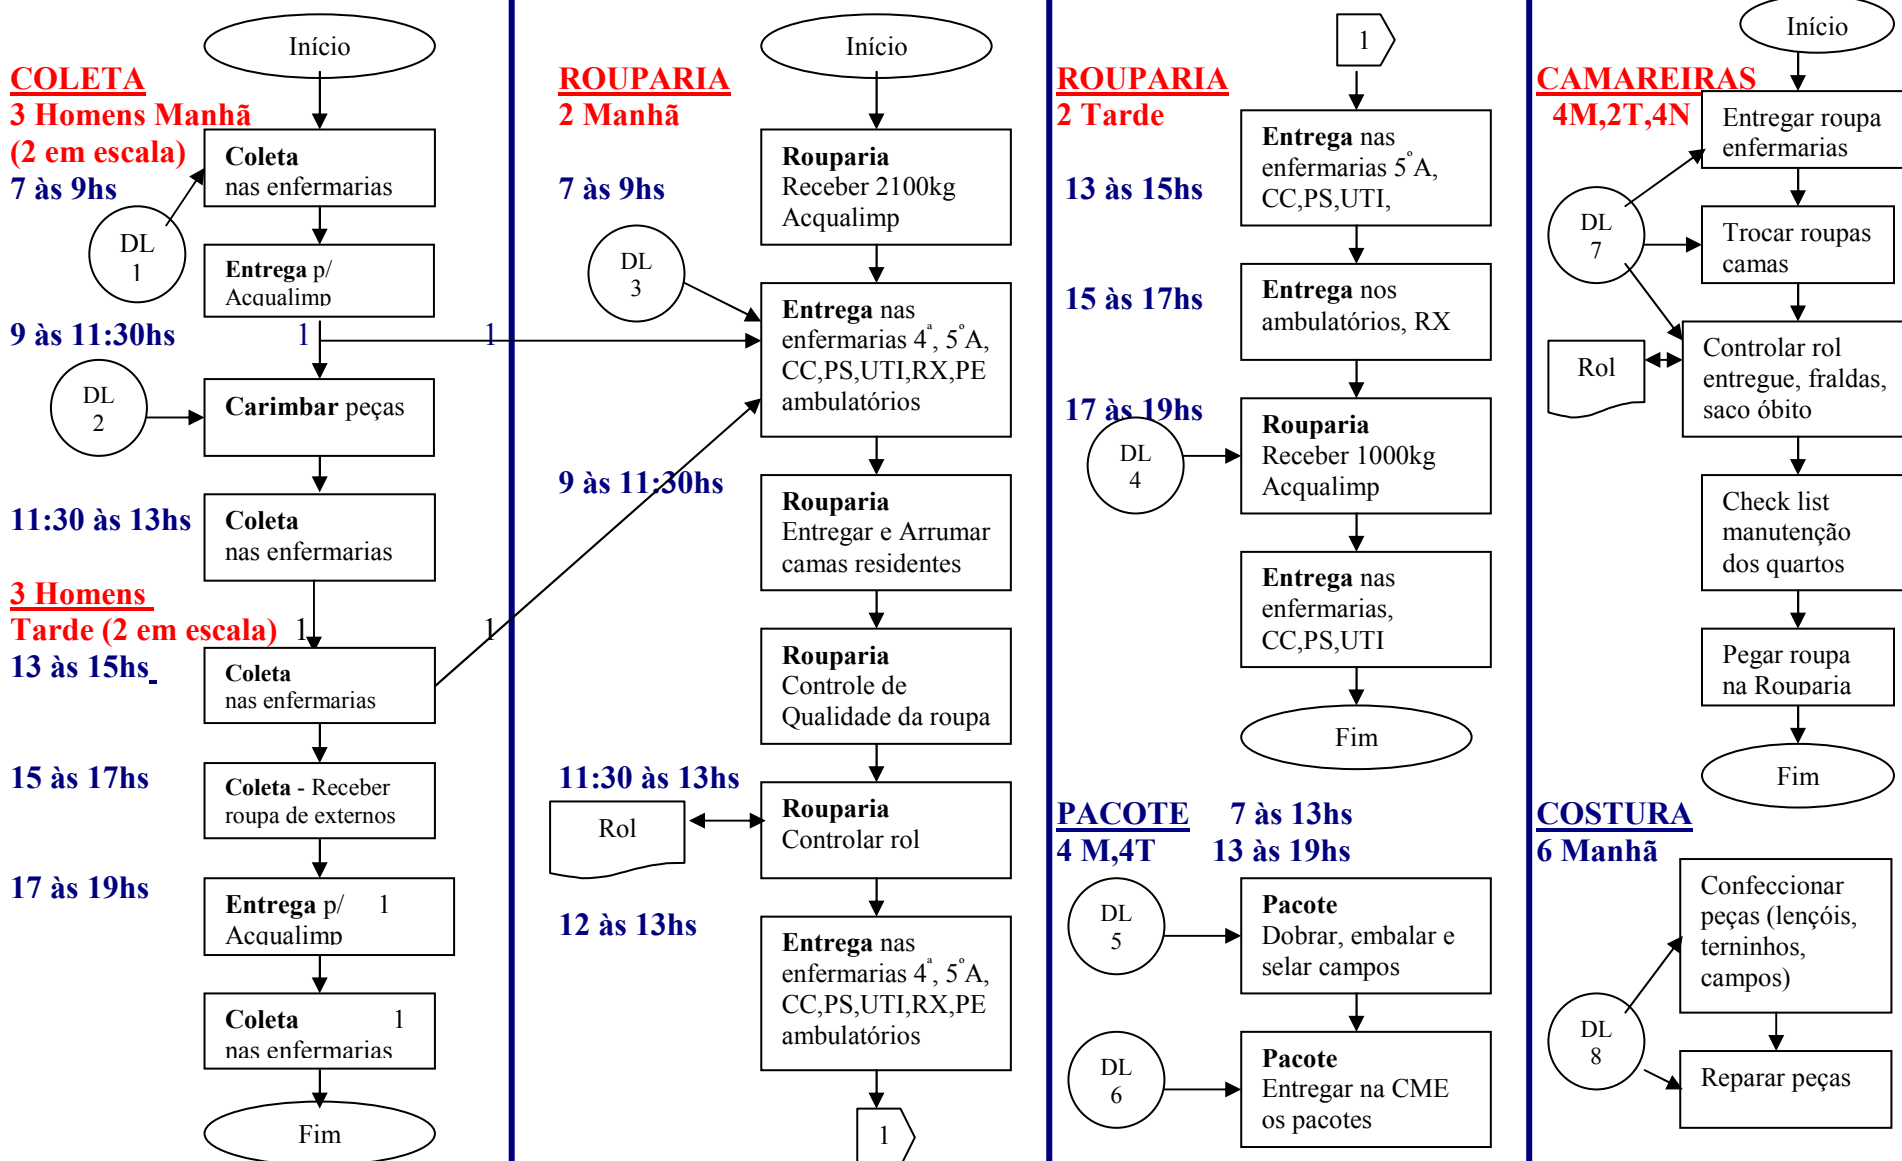 Início
COLETA
3 Homens Manhã
(2 em escala)
7 às 9hs
Coleta
nas enfermarias
DL
1
Entrega p/
Acqualimp
9 às 11:30hs
1
1
DL
2
Carimbar peças
11:30 às 13hs
Coleta
nas enfermarias
3 Homens
Tarde (2 em escala)
1
1
13 às 15hs
Coleta
nas enfermarias
15 às 17hs
Coleta - Receber
roupa de externos
17 às 19hs
Entrega p/ 1
Acqualimp
Coleta 1
nas enfermarias
Fim
Início
ROUPARIA
2 Manhã
7 às 9hs
Rouparia
Receber 2100kg
Acqualimp
DL
3
Entrega nas
enfermarias 4ª, 5ºA,
CC,PS,UTI,RX,PE
ambulatórios
9 às 11:30hs
Rouparia
Entregar e Arrumar
camas residentes
Rouparia
Controle de
Qualidade da roupa
11:30 às 13hs
Rol
Rouparia
Controlar rol
12 às 13hs
Entrega nas
enfermarias 4ª, 5ºA,
CC,PS,UTI,RX,PE
ambulatórios
1
1
ROUPARIA
2 Tarde
13 às 15hs
Entrega nas
enfermarias 5ºA,
CC,PS,UTI,
15 às 17hs
Entrega nos
ambulatórios, RX
17 às 19hs
DL
4
Rouparia
Receber 1000kg
Acqualimp
Entrega nas
enfermarias,
CC,PS,UTI
Fim
PACOTE 7 às 13hs
4 M,4T 13 às 19hs
DL
5
Pacote
Dobrar, embalar e
selar campos
DL
6
Pacote
Entregar na CME
os pacotes
Início
CAMAREIRAS
4M,2T,4N
Entregar roupa
enfermarias
DL
7
Trocar roupas
camas
Rol
Controlar rol
entregue, fraldas,
saco óbito
Check list
manutenção
dos quartos
Pegar roupa
na Rouparia
Fim
COSTURA
6 Manhã
Confeccionar
peças (lençóis,
terninhos,
campos)
DL
8
Reparar peças